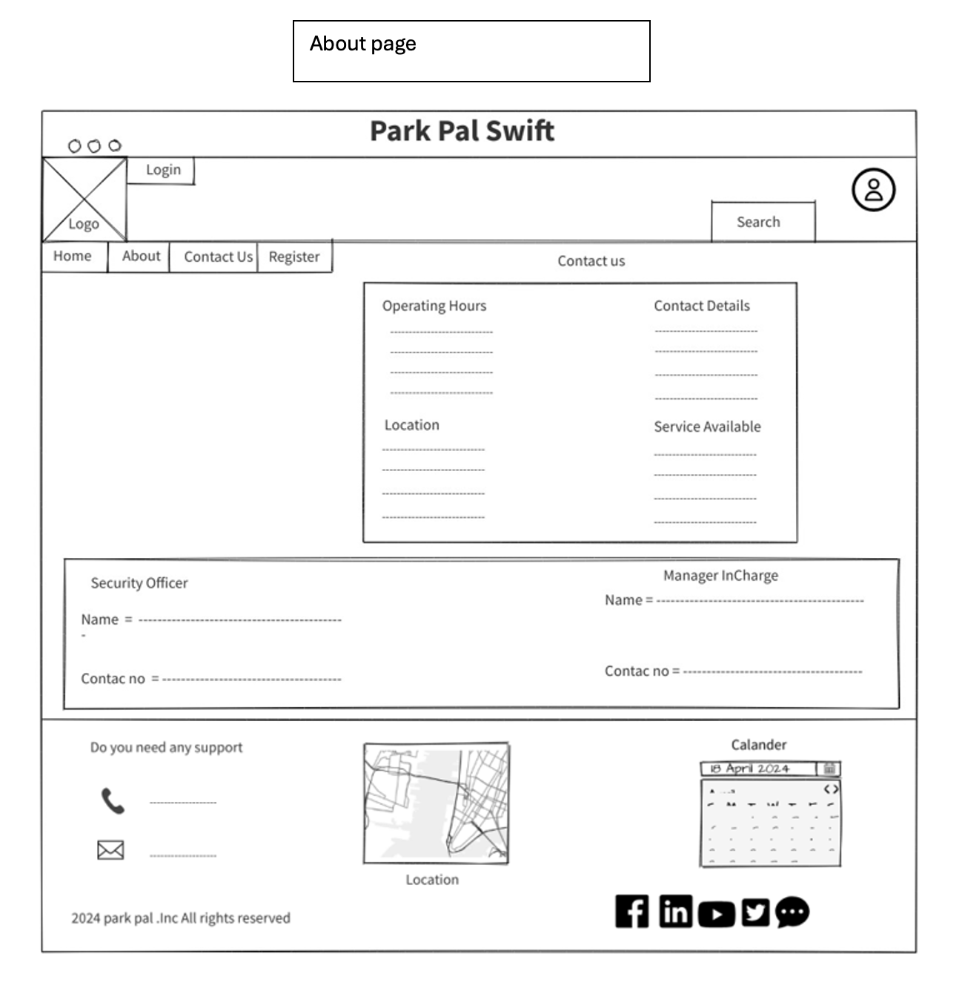 About page
Park Pal Swift
Login
Logo
Search
Home About Contact Us Register
Contact us
Operating Hours Contact Details
Location Service Available
Security Officer Manager InCharge
Name = Name =
Contac no = Contac no =
Do you need any support
Calander
18 April 2024
Location
2024 park pal .Inc All rights reserved